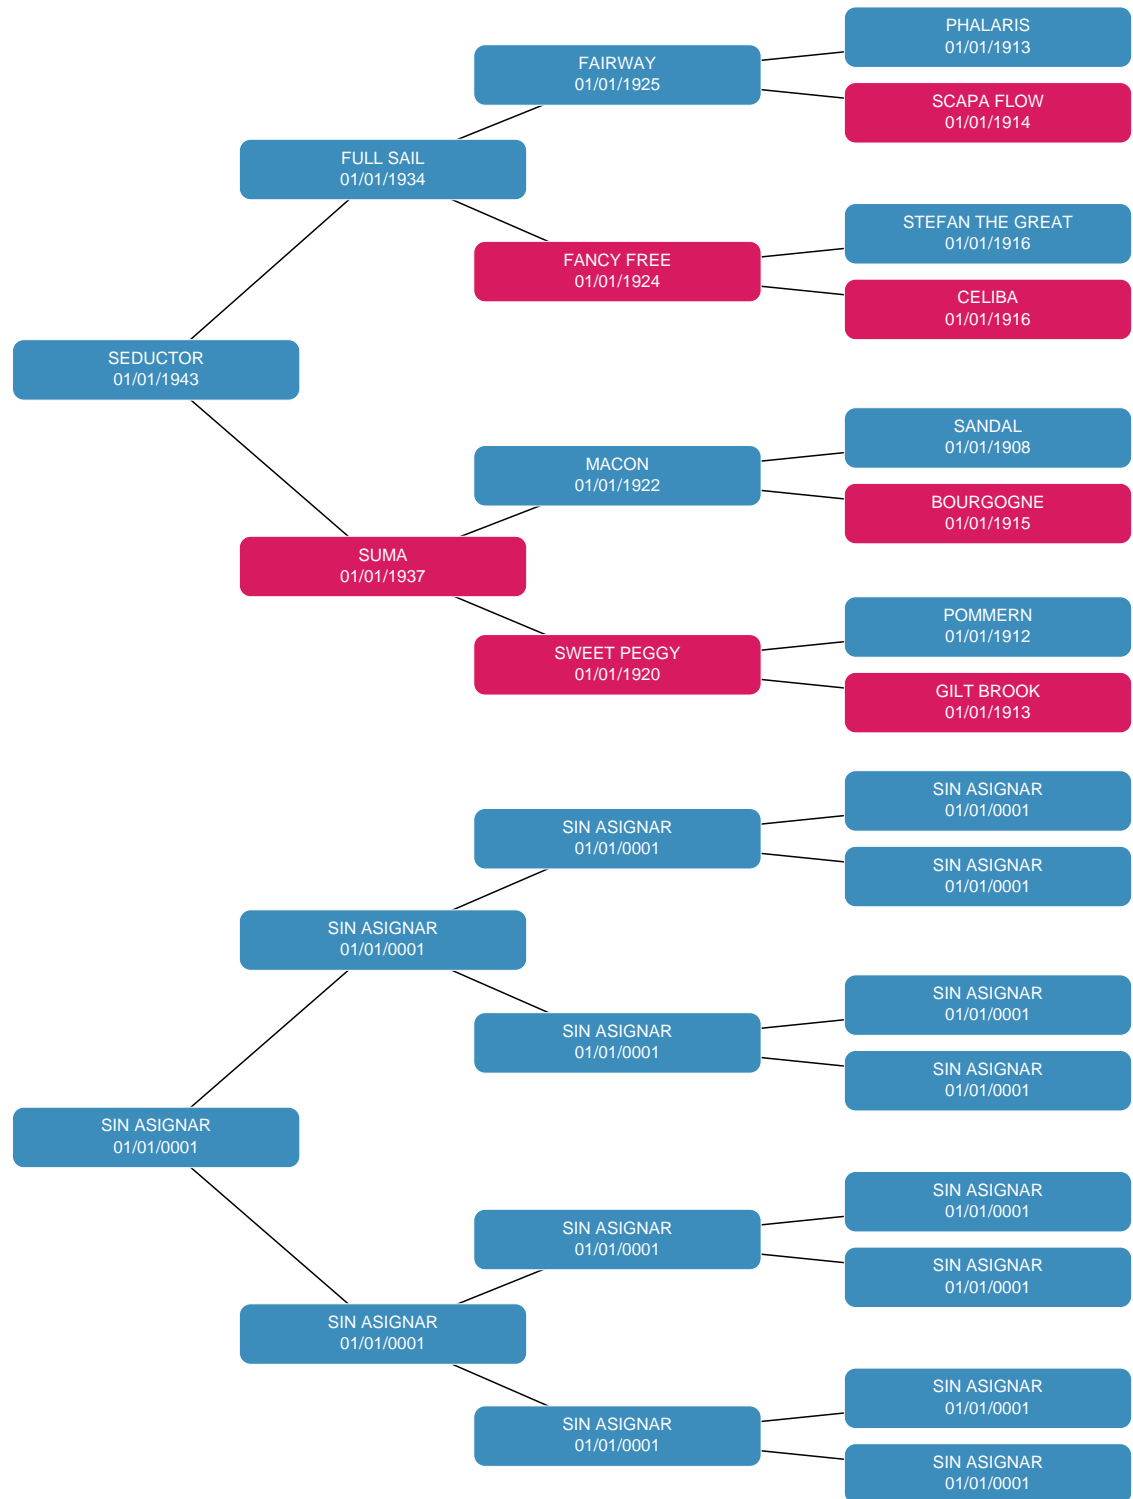 PHALARIS
01/01/1913
FAIRWAY
01/01/1925
SCAPA FLOW
01/01/1914
FULL SAIL
01/01/1934
STEFAN THE GREAT
01/01/1916
FANCY FREE
01/01/1924
CELIBA
01/01/1916
SEDUCTOR
01/01/1943
SANDAL
01/01/1908
MACON
01/01/1922
BOURGOGNE
01/01/1915
SUMA
01/01/1937
POMMERN
01/01/1912
SWEET PEGGY
01/01/1920
GILT BROOK
01/01/1913
SIN ASIGNAR
01/01/0001
SIN ASIGNAR
01/01/0001
SIN ASIGNAR
01/01/0001
SIN ASIGNAR
01/01/0001
SIN ASIGNAR
01/01/0001
SIN ASIGNAR
01/01/0001
SIN ASIGNAR
01/01/0001
SIN ASIGNAR
01/01/0001
SIN ASIGNAR
01/01/0001
SIN ASIGNAR
01/01/0001
SIN ASIGNAR
01/01/0001
SIN ASIGNAR
01/01/0001
SIN ASIGNAR
01/01/0001
SIN ASIGNAR
01/01/0001
SIN ASIGNAR
01/01/0001